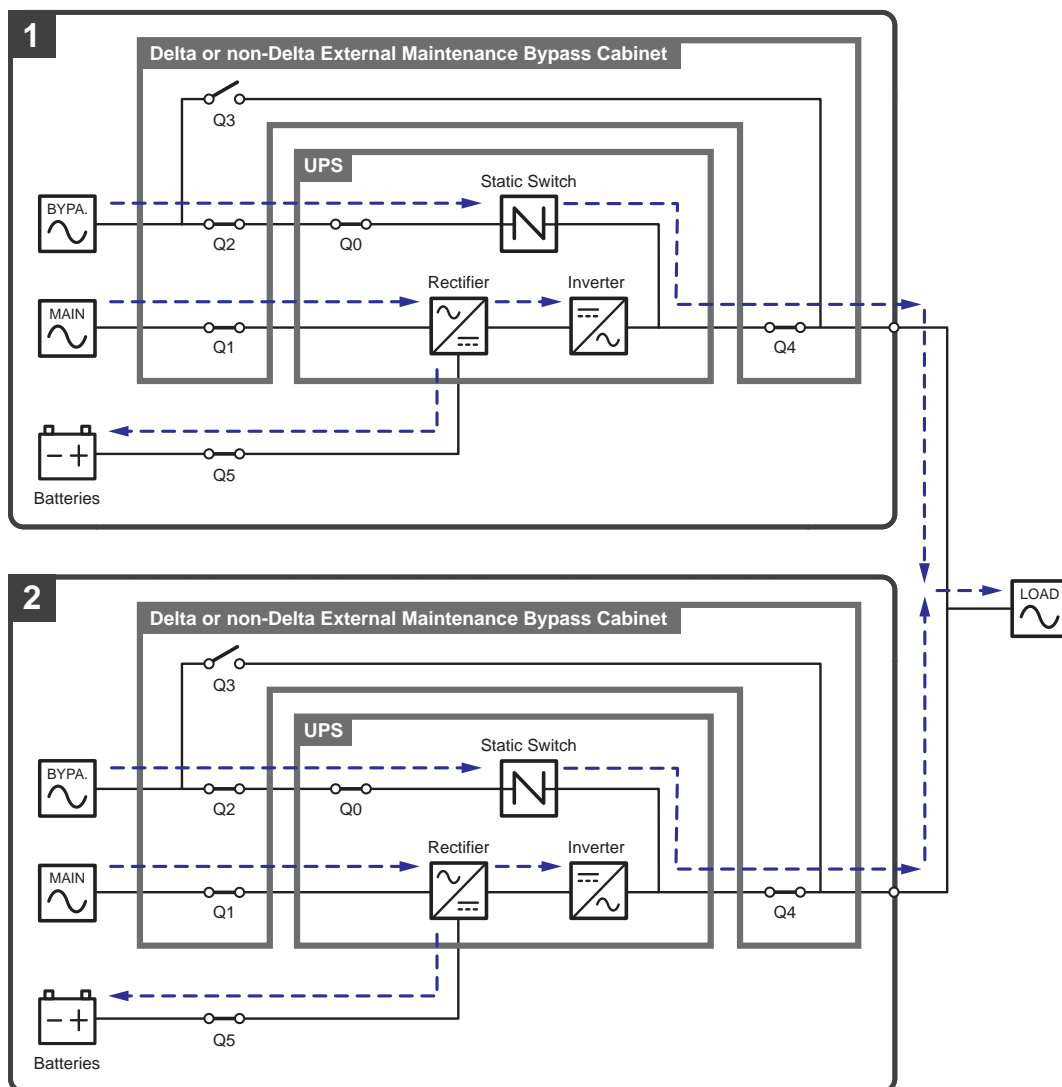 1
Delta or non-Delta External Maintenance Bypass Cabinet
Q3
UPS
Static Switch
BYPA.
Q2
Q0
Rectifier
Inverter
MAIN
Q1
Q4
Q5
Batteries
2
LOAD
Delta or non-Delta External Maintenance Bypass Cabinet
Q3
UPS
Static Switch
BYPA.
Q2
Q0
Rectifier
Inverter
MAIN
Q1
Q4
Q5
Batteries